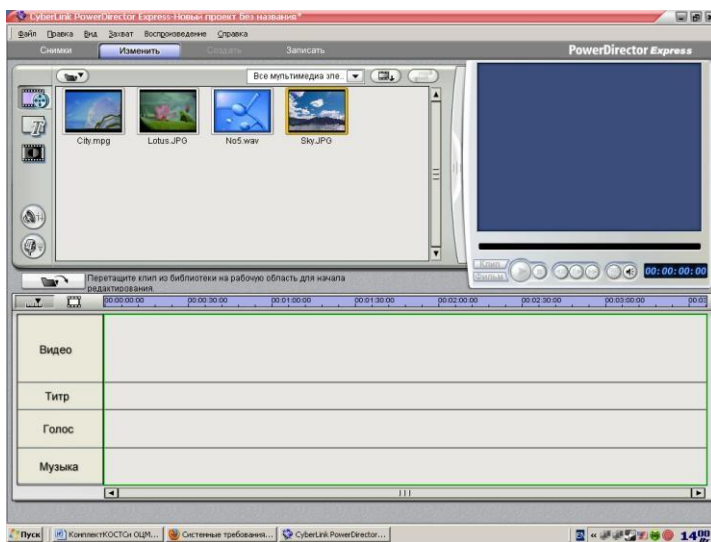 CyberLink PowerDirector Express-Новый проект Без названия*
Файл Правка Вид Захват Воспроизведение Справка
Снимки Изменить Создать Записать PowerDirector Express
Все мультимедиа эле..
City.mpg Lotus.JPG No5.wav Sky.JPG
Клип
Фильм
00:00:00:00
Перетащите клип из библиотеки на рабочую область для начала
редактирования.
00:00:00:00 00:00:30:00 00:01:00:00 00:01:30:00 00:02:00:00 00:02:30:00 00:03:00:00 00:03
Видео
Титр
Голос
Музыка
Пуск КомплектКОСТСи ОЦМ... Системные требования... CyberLink PowerDirector...